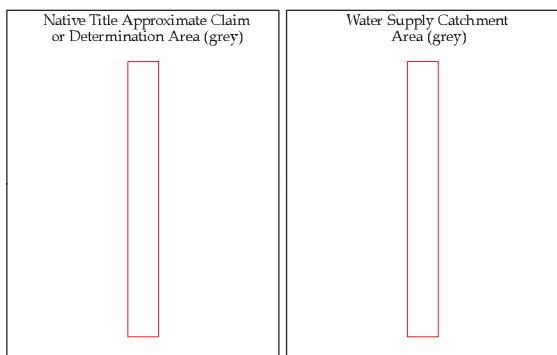 Native Title Approximate Claim
or Determination Area (grey)
Water Supply Catchment
Area (grey)